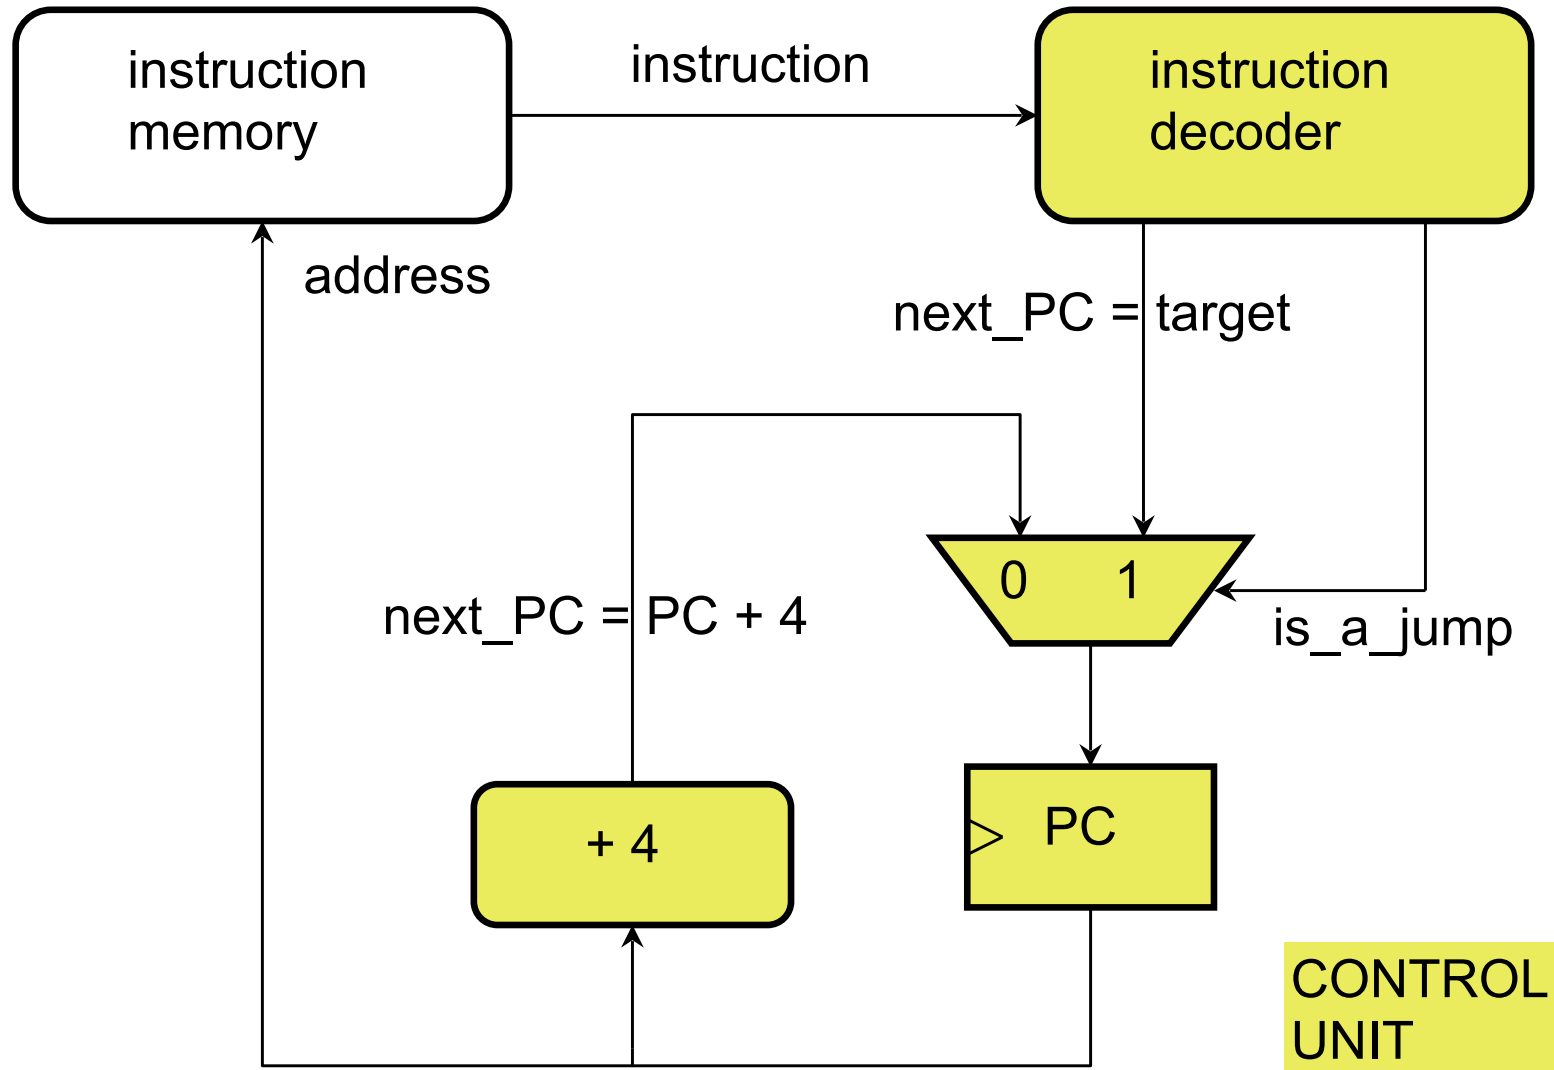 instruction
memory
instruction
instruction
decoder
address
next_PC = target
0 1
next_PC = PC + 4
is_a_jump
+ 4
PC
CONTROL
UNIT